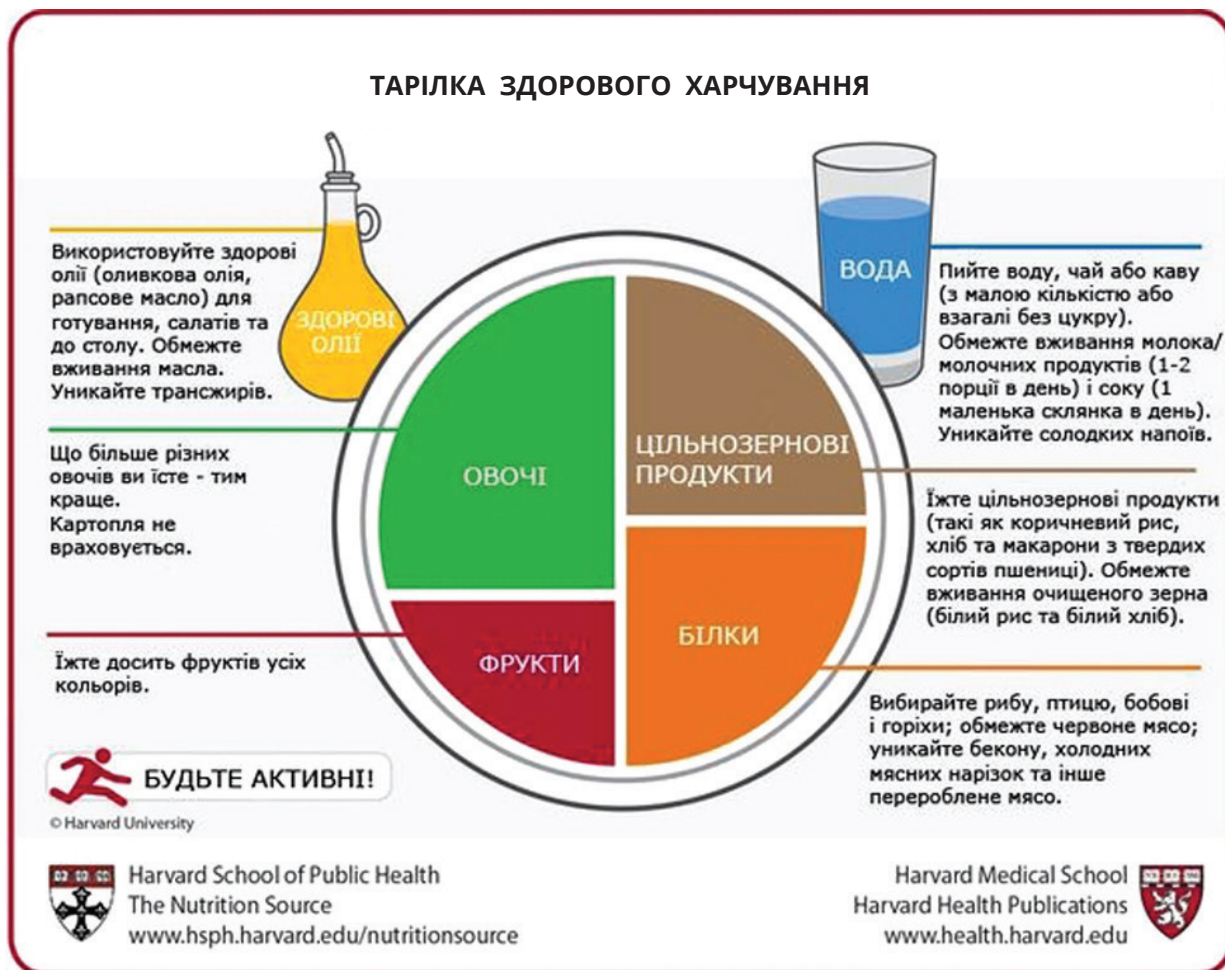 ТАРІЛКА ЗДОРОВОГО ХАРЧУВАННЯ
Використовуйте здорові
олії (оливкова олія,
рапсове масло) для
готування, салатів та
до столу. Обмежте
вживання масла.
Уникайте трансжирів.
ЗДОРОВІ
ОЛІЇ
ВОДА
Пийте воду, чай або каву
(з малою кількістю або
взагалі без цукру).
Обмежте вживання молока/
молочних продуктів (1-2
порції в день) і соку (1
маленька склянка в день).
Уникайте солодких напоїв.
Що більше різних
овочів ви їсте - тим
краще.
Картопля не
враховується.
ОВОЧІ
ЦІЛЬНОЗЕРНОВІ
ПРОДУКТИ
Їжте цільнозернові продукти
(такі як коричневий рис,
хліб та макарони з твердих
сортів пшениці). Обмежте
вживання очищеного зерна
(білий рис та білий хліб).
Їжте досить фруктів усіх
кольорів.
ФРУКТИ
БІЛКИ
Вибирайте рибу, птицю, бобові
і горіхи; обмежте червоне мясо;
уникайте бекону, холодних
мясних нарізок та інше
перероблене мясо.
БУДЬТЕ АКТИВНІ!
© Harvard University
Harvard School of Public Health
The Nutrition Source
www.hsph.harvard.edu/nutritionsource
Harvard Medical School
Harvard Health Publications
www.health.harvard.edu